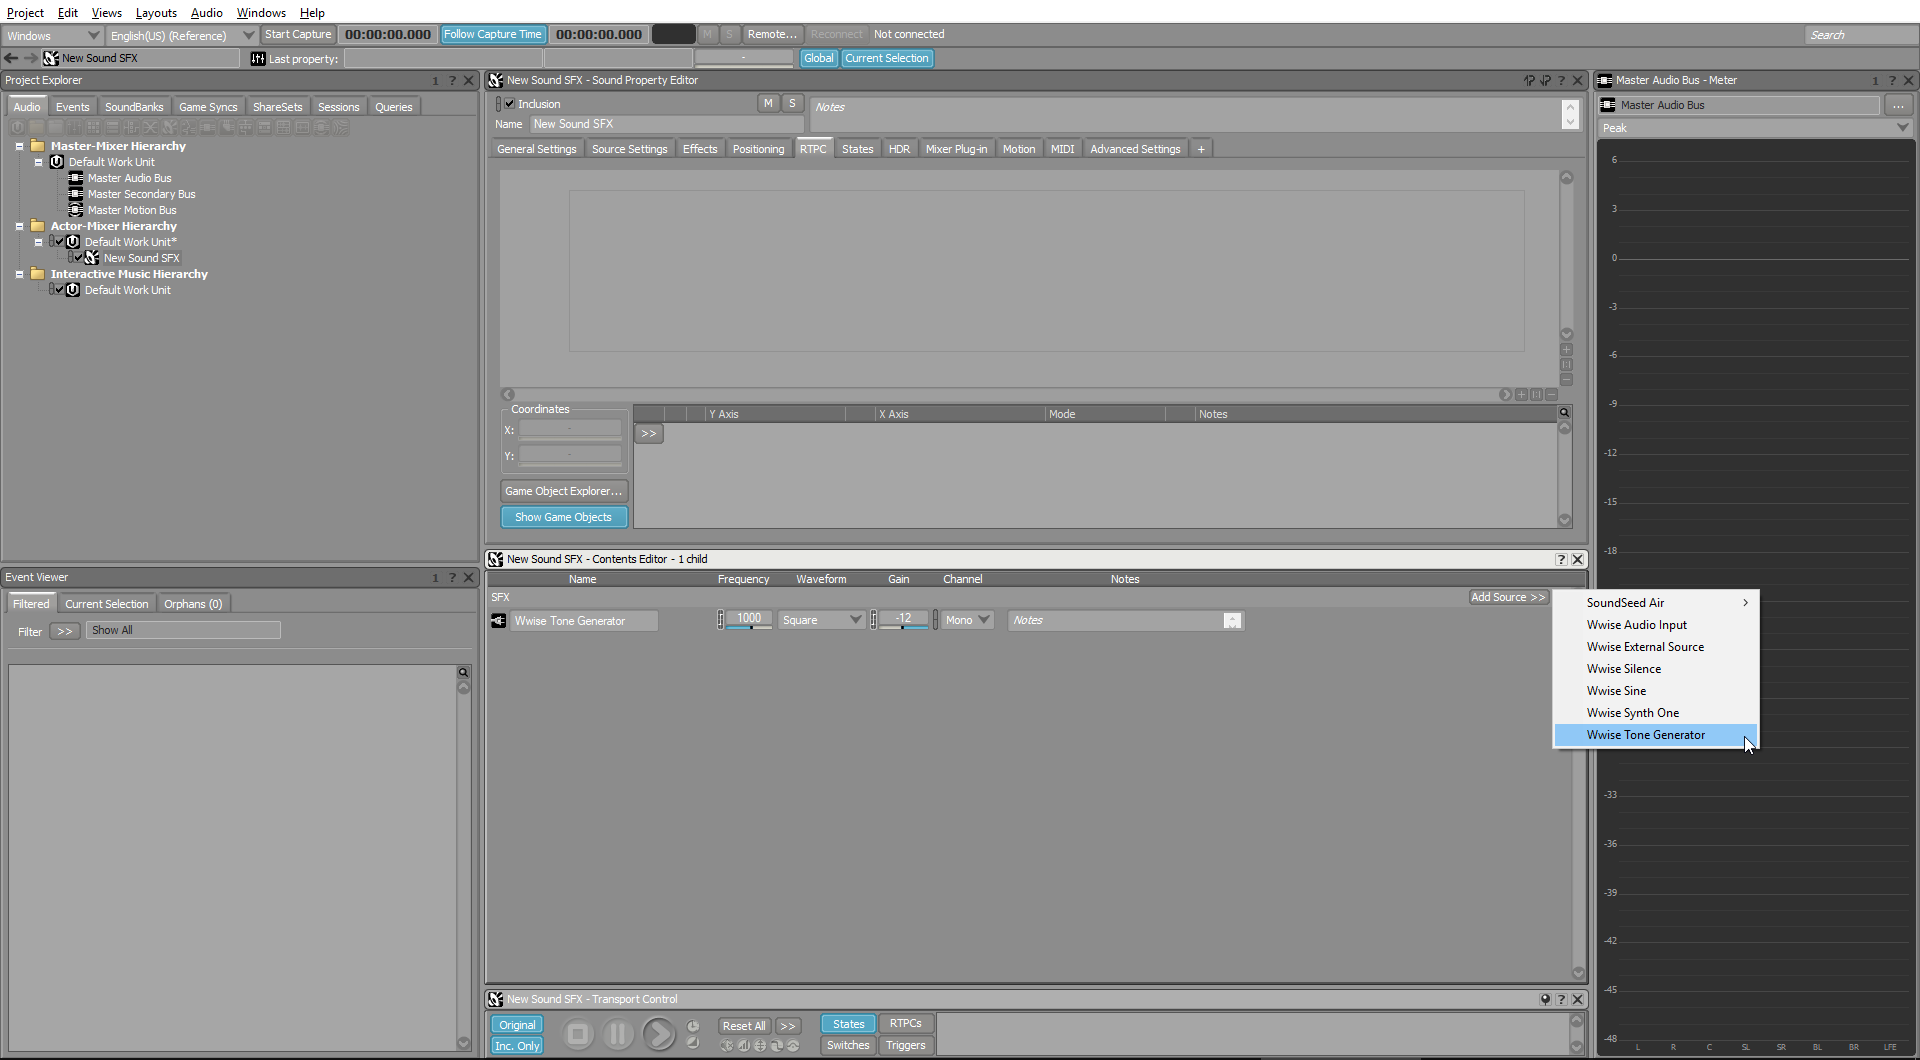 Project Edit Views Layouts Audio Windows Help
Windows English(US) (Reference) Start Capture 00:00:00.000 Follow Capture Time 00:00:00.000 M S Remote... Reconnect Not connected Search
New Sound SFX Last property: - Global Current Selection
Project Explorer 1 ?
Audio Events SoundBanks Game Syncs ShareSets Sessions Queries
Master-Mixer Hierarchy
Default Work Unit
Master Audio Bus
Master Secondary Bus
Master Motion Bus
Actor-Mixer Hierarchy
Default Work Unit*
New Sound SFX
Interactive Music Hierarchy
Default Work Unit
Event Viewer 1 ?
Filtered Current Selection Orphans (0)
Filter >> Show All
New Sound SFX - Sound Property Editor ?
Inclusion M S Notes
Name New Sound SFX
General Settings Source Settings Effects Positioning RTPC States HDR Mixer Plug-in Motion MIDI Advanced Settings +
Coordinates
X: -
Y: -
Game Object Explorer...
Show Game Objects
Y Axis X Axis Mode Notes
>>
New Sound SFX - Contents Editor - 1 child ?
Name Frequency Waveform Gain Channel Notes
SFX Add Source >>
Wwise Tone Generator 1000 Square -12 Mono Notes
SoundSeed Air
Wwise Audio Input
Wwise External Source
Wwise Silence
Wwise Sine
Wwise Synth One
Wwise Tone Generator
New Sound SFX - Transport Control ?
Original Reset All >> States RTPCs
Inc. Only Switches Triggers
Master Audio Bus - Meter 1 ?
Master Audio Bus ...
Peak
6
3
0
-3
-6
-9
-12
-15
-18
-33
-36
-39
-42
-45
-48
L R C SL SR BL BR LFE